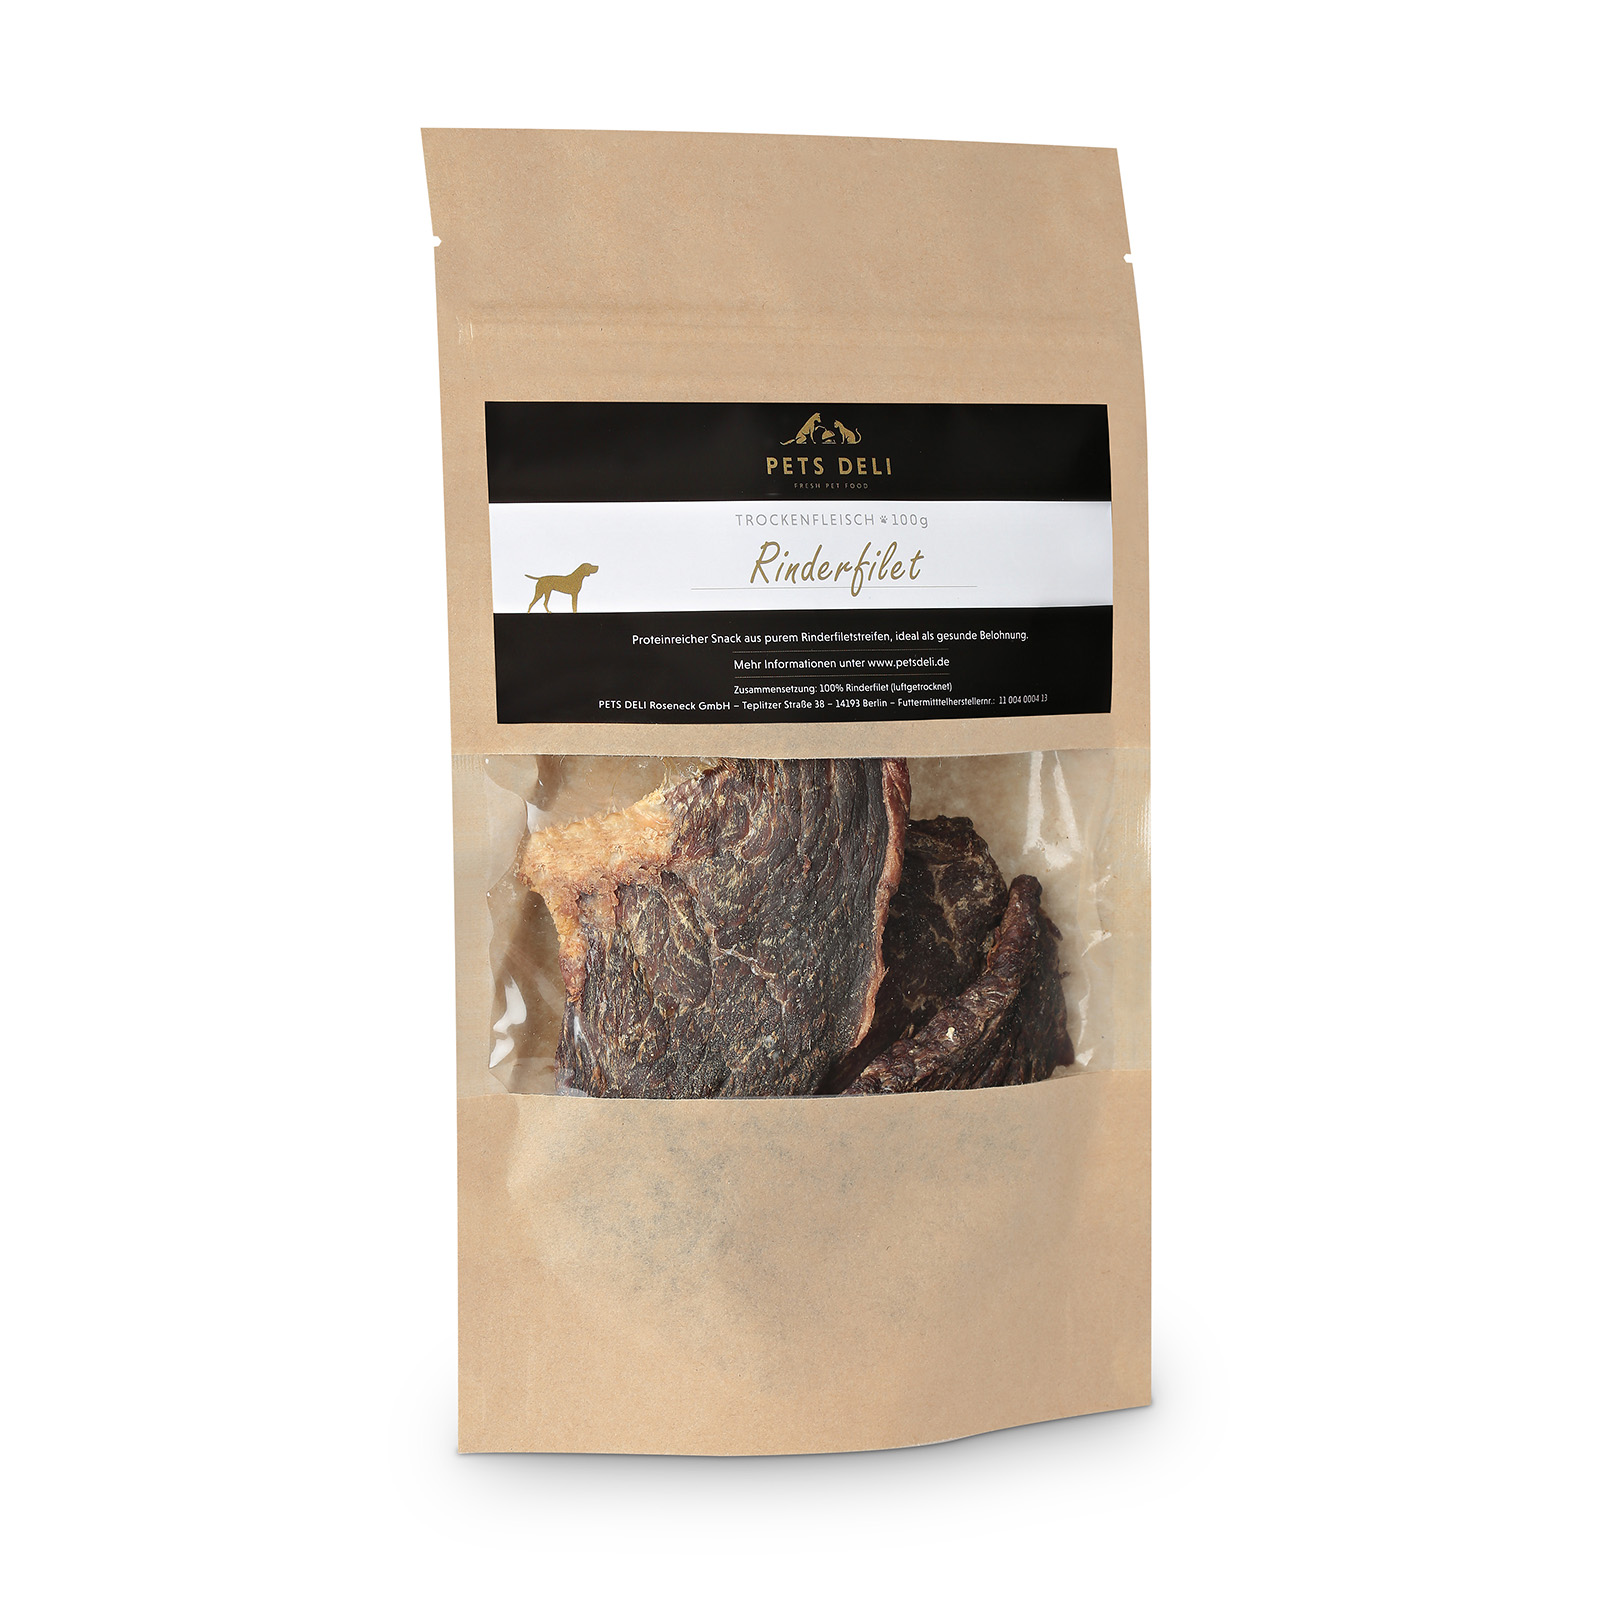 PETS DELI
FRESH PET FOOD
TROCKENFLEISCH 100g
Rinderfilet
Proteinreicher Snack aus purem Rinderfiletstreifen, ideal als gesunde Belohnung.
Mehr Informationen unter www.petsdeli.de
Zusammensetzung: 100% Rinderfilet (luftgetrocknet)
PETS DELI Roseneck GmbH – Teplitzer Straße 38 – 14193 Berlin – Futtermitttelherstellernr.: 11 004 0004 13